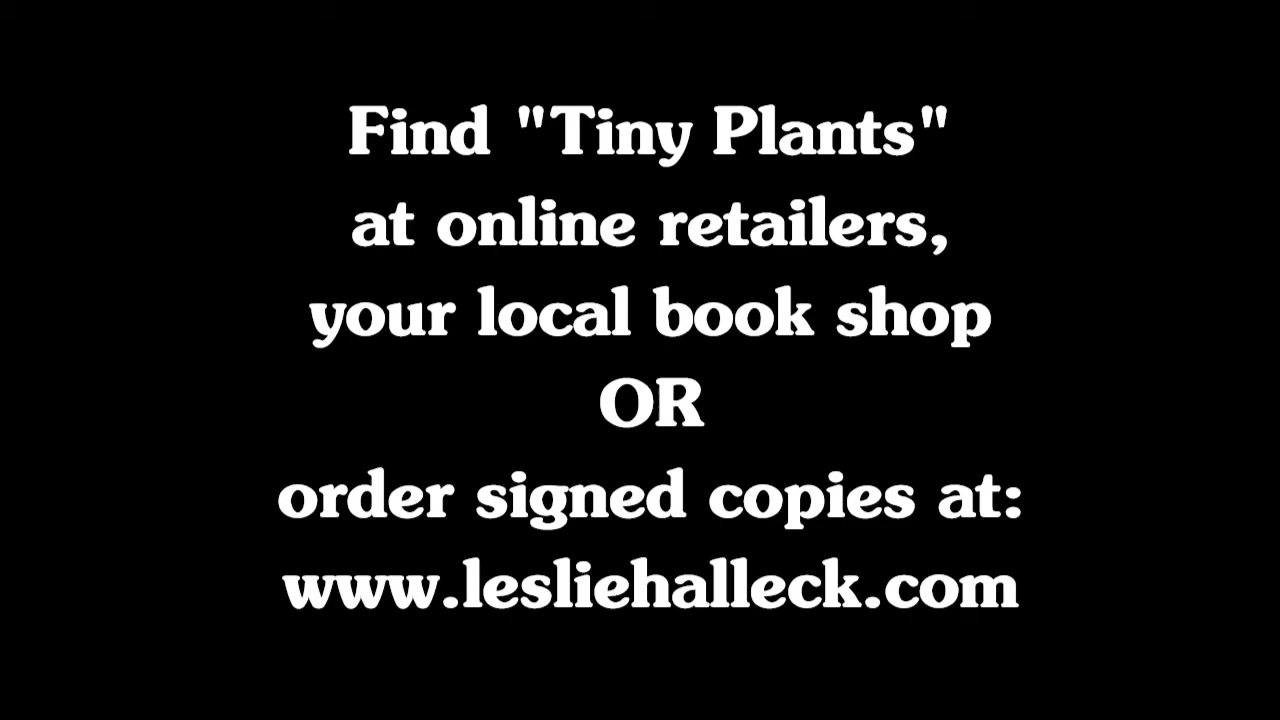 Find "Tiny Plants"
at online retailers,
your local book shop
OR
order signed copies at:
www.lesliehalleck.com